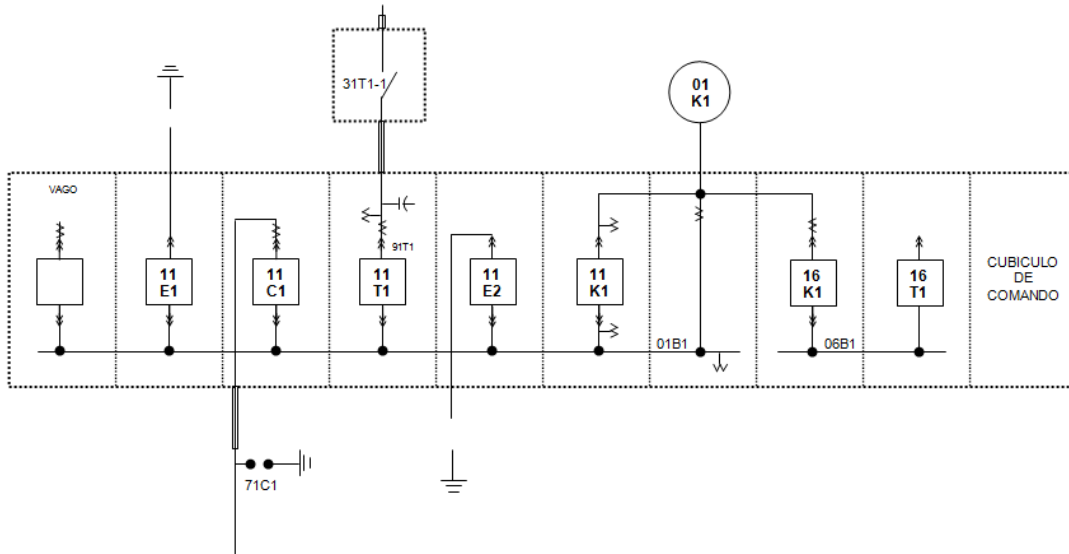 31T1-1
01
K1
VAGO
91T1
11
E1
11
C1
11
T1
11
E2
11
K1
16
K1
16
T1
CUBICULO
DE
COMANDO
01B1
06B1
71C1